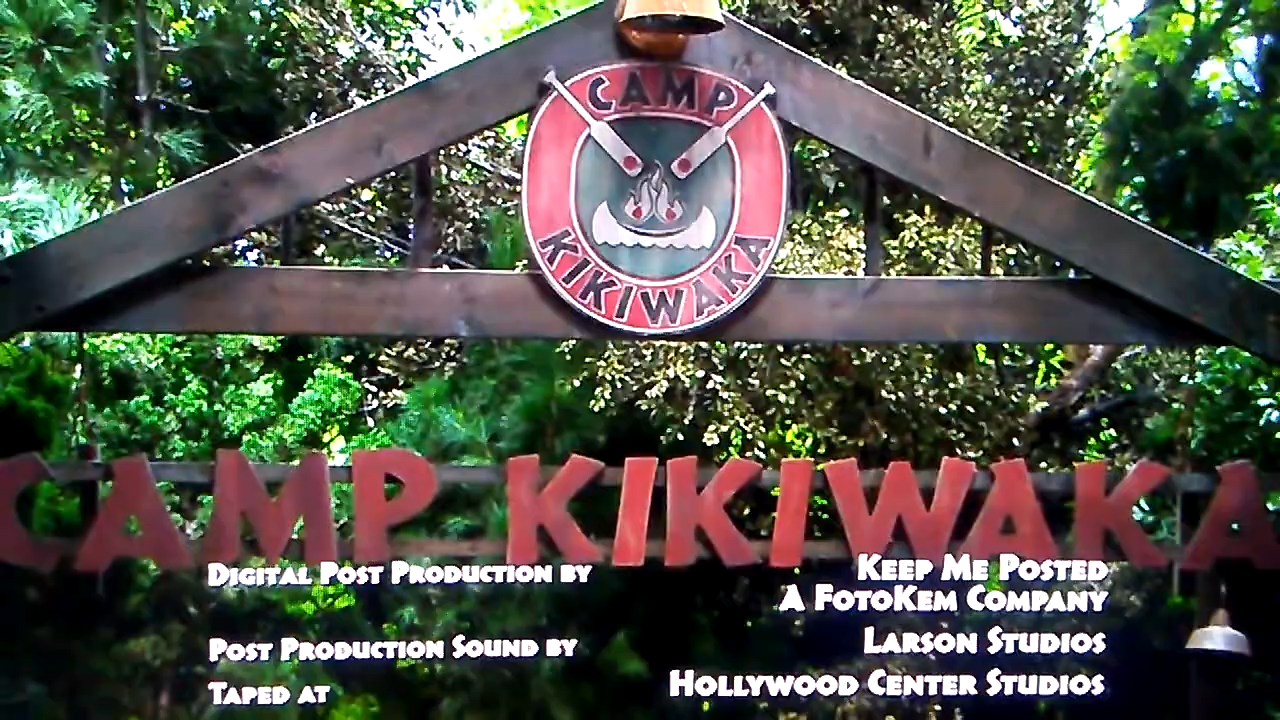 CAMP
KIKIWAKA
CAMP KIKIWAKA
DIGITAL POST PRODUCTION BY
KEEP ME POSTED
A FOTOKEM COMPANY
POST PRODUCTION SOUND BY
LARSON STUDIOS
TAPED AT
HOLLYWOOD CENTER STUDIOS